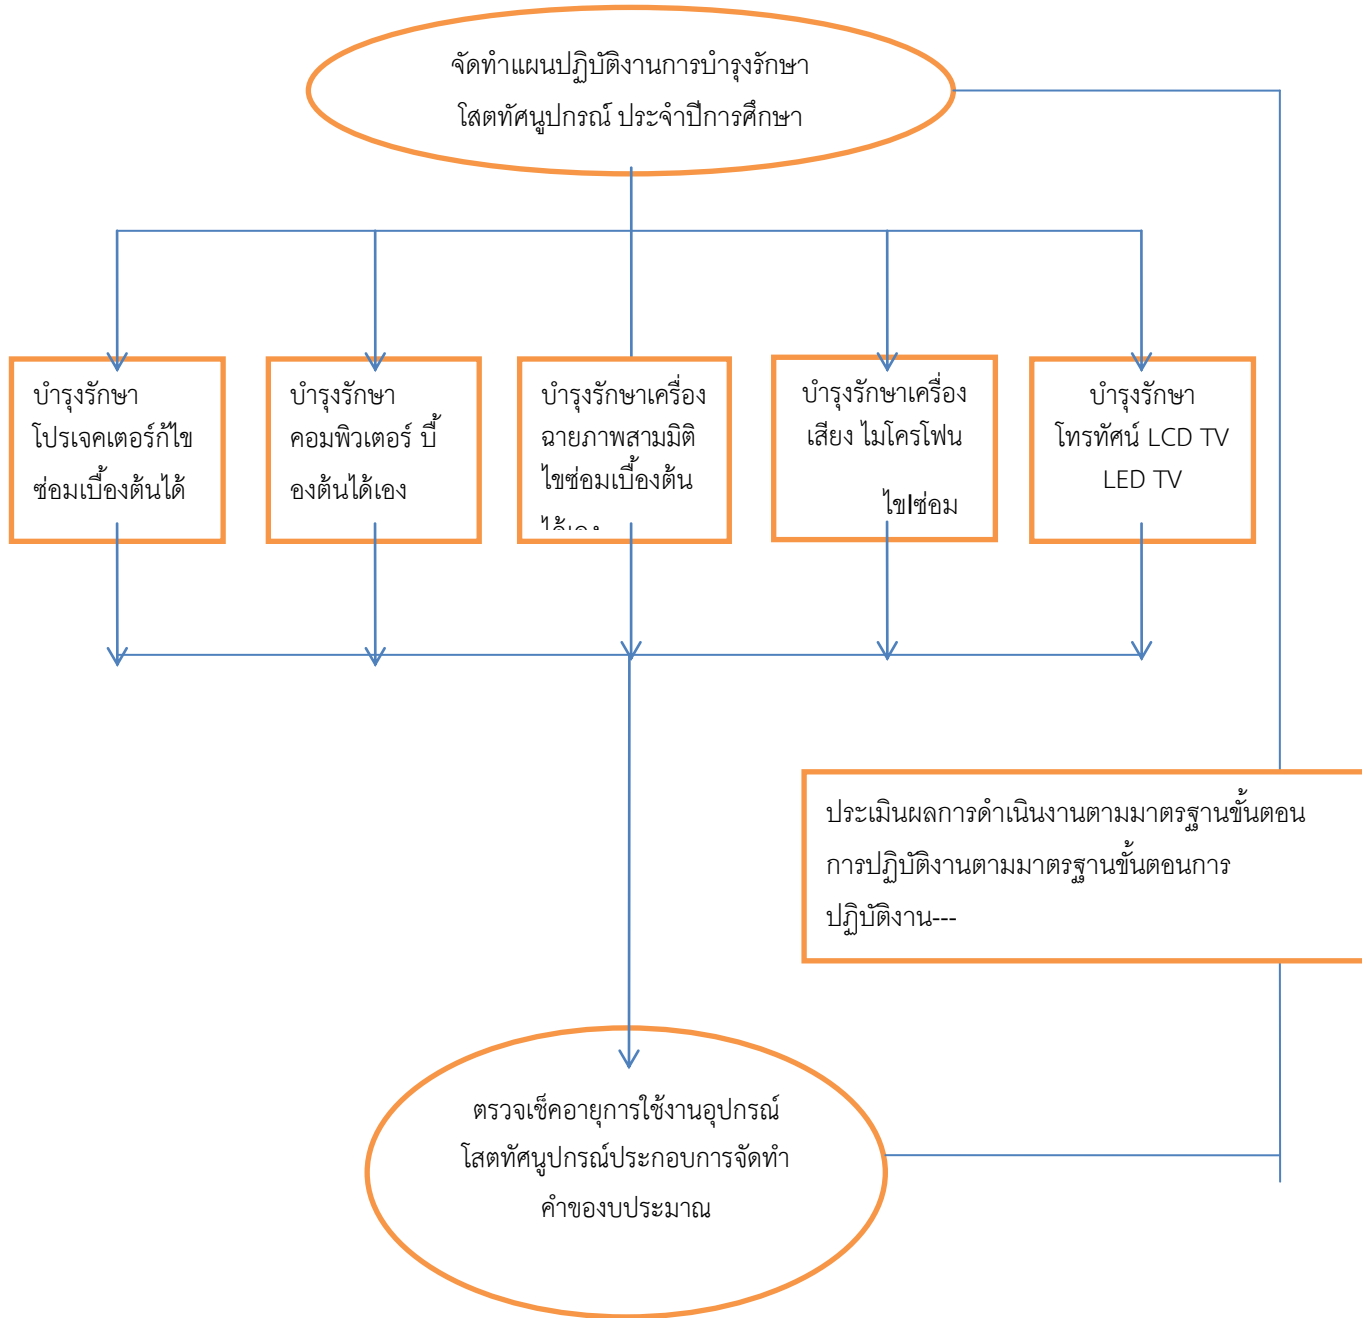 จัดทำแผนปฏิบัติงานการบำรุงรักษา
โสตทัศนูปกรณ์ ประจำปีการศึกษา
บำรุงรักษา
โปรเจคเตอร์ก้ไข
ซ่อมเบื้องต้นได้
บำรุงรักษา
คอมพิวเตอร์ บื้
องต้นได้เอง
บำรุงรักษาเครื่อง
ฉายภาพสามมิติ
ไขซ่อมเบื้องต้น
ได้เอง
บำรุงรักษาเครื่อง
เสียง ไมโครโฟน
ไขlซ่อม
บำรุงรักษา
โทรทัศน์ LCD TV
LED TV
ประเมินผลการดำเนินงานตามมาตรฐานขั้นตอน
การปฏิบัติงานตามมาตรฐานขั้นตอนการ
ปฏิบัติงาน---
ตรวจเช็คอายุการใช้งานอุปกรณ์
โสตทัศนูปกรณ์ประกอบการจัดทำ
คำของบประมาณ